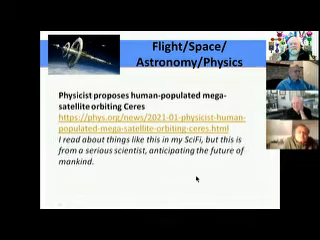 Flight/Space/
Astronomy/Physics
Physicist proposes human-populated mega-
satellite orbiting Ceres
https://phys.org/news/2021-01-physicist-human-
populated-mega-satellite-orbiting-ceres.html
I read about things like this in my SciFi, but this is
from a serious scientist, anticipating the future of
mankind.